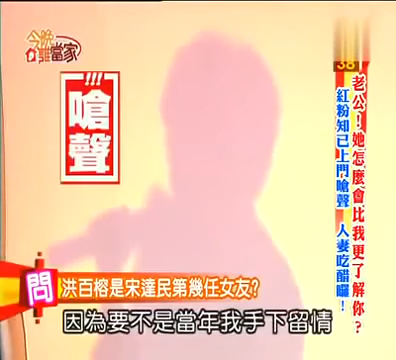 今晚
誰當家
38
老公！她怎麼會比我更了解你？
紅粉知已上門嗆聲 人妻吃醋囉！
嗆聲
問
洪百榕是宋達民第幾任女友?
因為要不是當年我手下留情